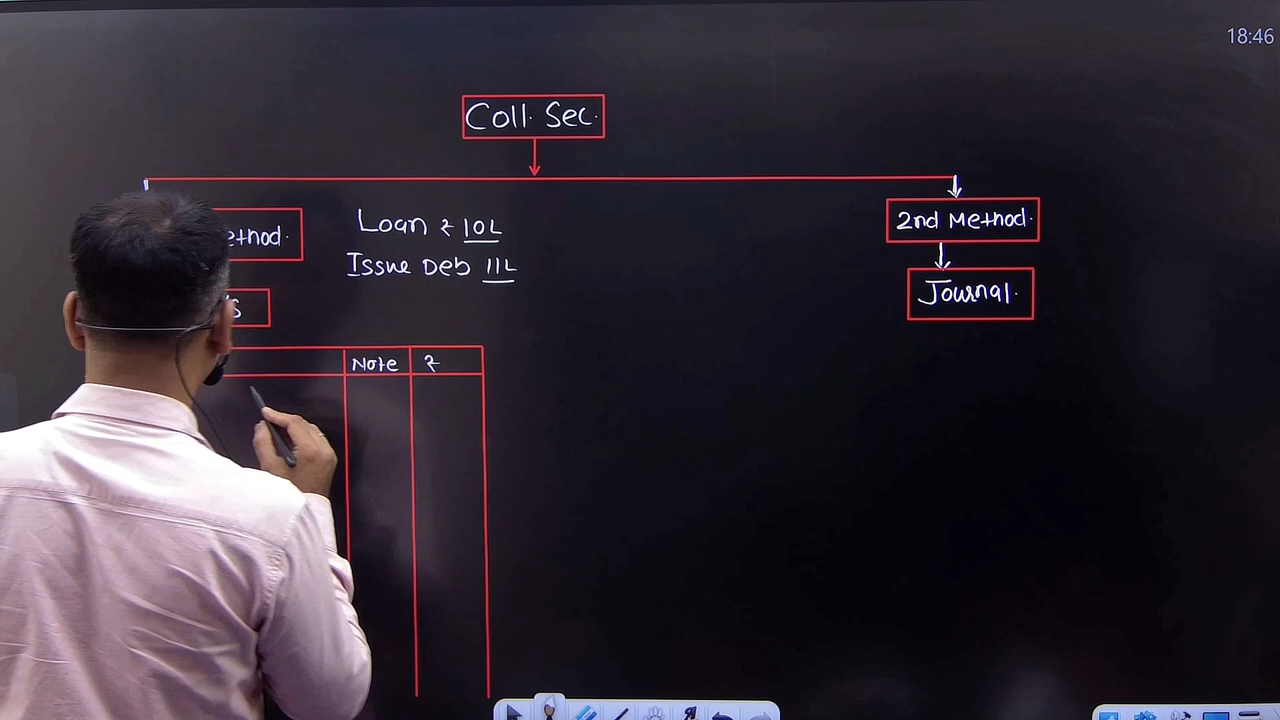 18:46
Coll. Sec.
Loan ₹ 10L
Issue Deb 11L
2nd Method.
Journal.
Note ₹